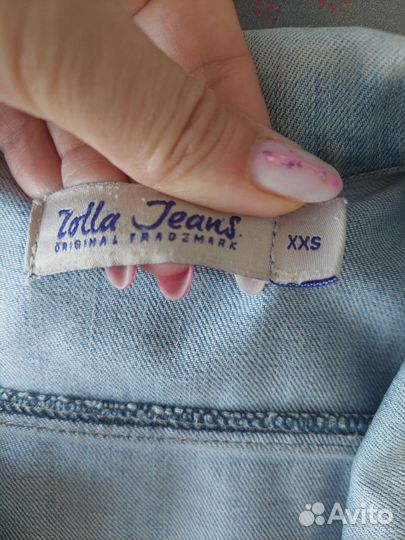 Zolla Jeans.
ORIGINAL TRADEMARK
XXS
Avito